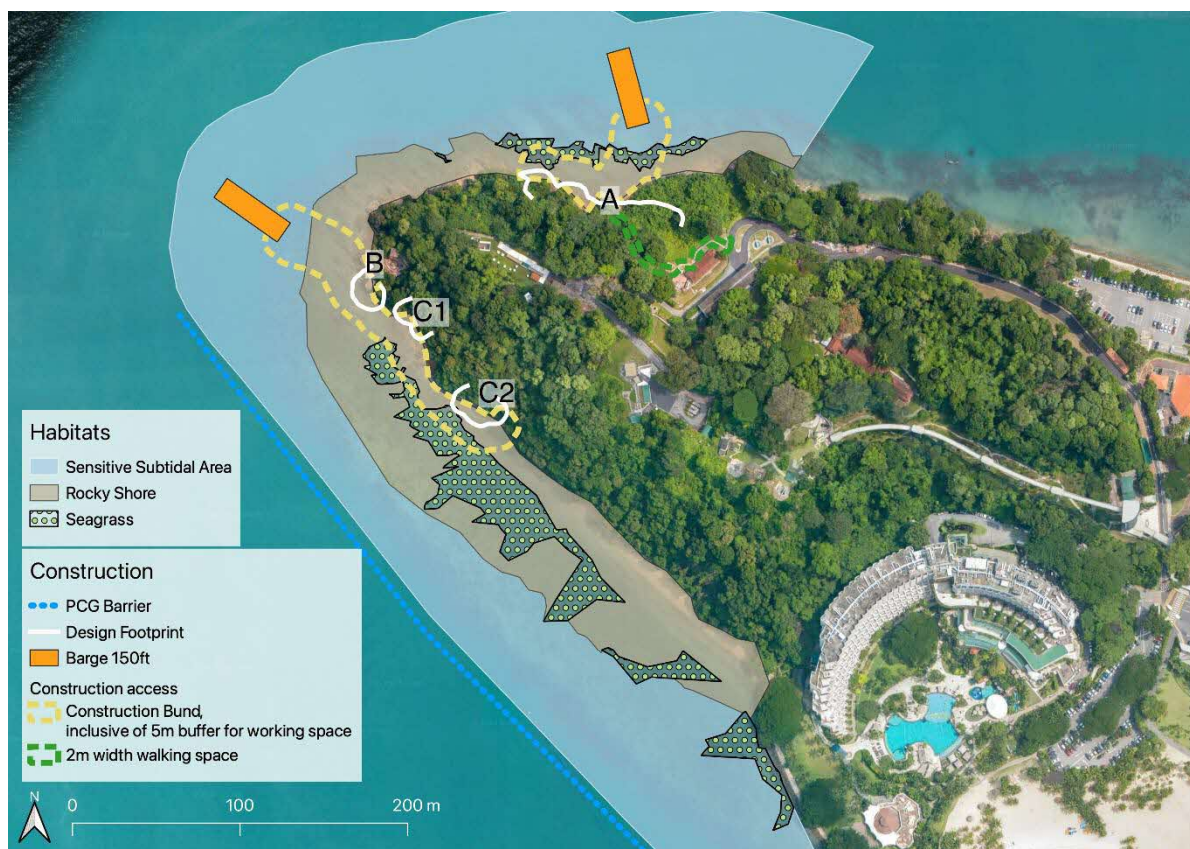 A
B
C1
C2
Habitats
Sensitive Subtidal Area
Rocky Shore
Seagrass
Construction
PCG Barrier
Design Footprint
Barge 150ft
Construction access
Construction Bund,
inclusive of 5m buffer for working space
2m width walking space
N
0 100 200 m